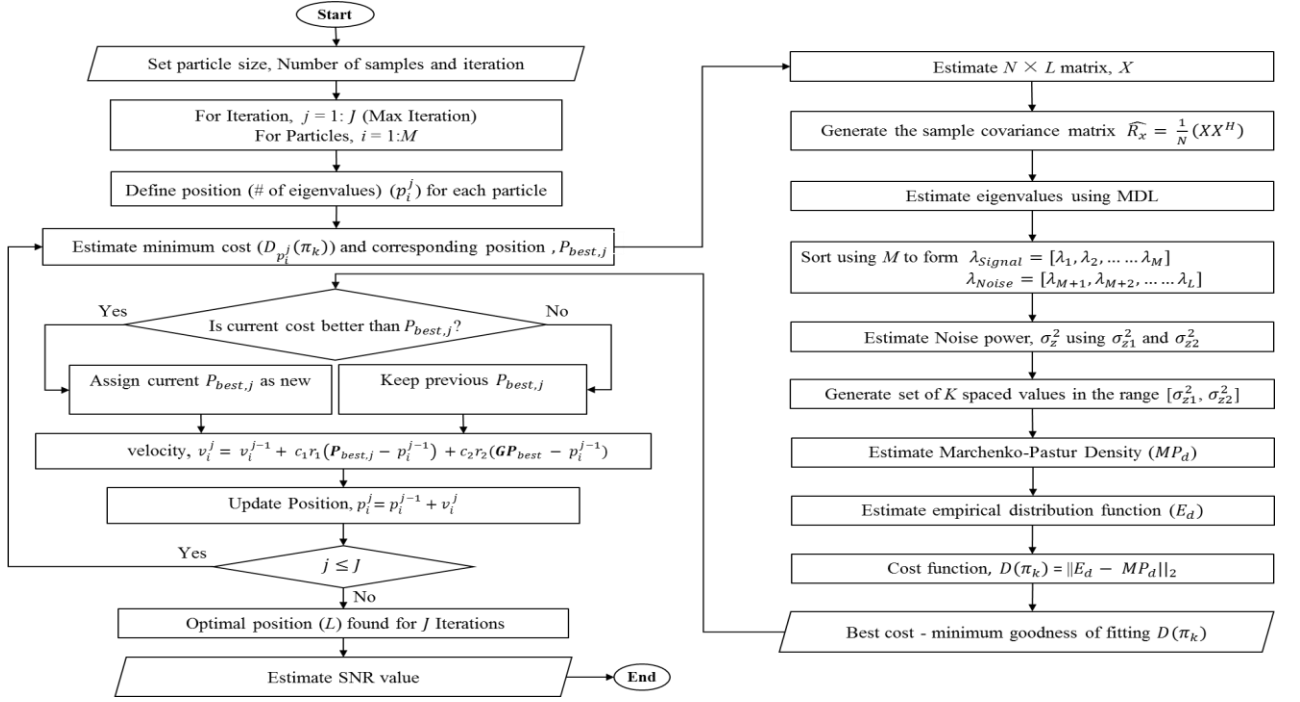 Start
Set particle size, Number of samples and iteration
For Iteration, j = 1: J (Max Iteration)
For Particles, i = 1:M
Define position (# of eigenvalues) (p_i^j) for each particle
Estimate minimum cost (D_{p_i^j}(π_k)) and corresponding position , P_{best,j}
Is current cost better than P_{best,j}?
Yes
No
Assign current P_{best,j} as new
Keep previous P_{best,j}
velocity, v_i^j = v_i^{j-1} + c_1r_1(P_{best,j} − p_i^{j-1}) + c_2r_2(GP_{best} − p_i^{j-1})
Update Position, p_i^j = p_i^{j-1} + v_i^j
Yes
j ≤ J
No
Optimal position (L) found for J Iterations
Estimate SNR value
End
Estimate N × L matrix, X
Generate the sample covariance matrix \widehat{R_x} = \frac{1}{N}(XX^H)
Estimate eigenvalues using MDL
Sort using M to form λ_{Signal} = [λ_1, λ_2, … … λ_M]
λ_{Noise} = [λ_{M+1}, λ_{M+2}, … … λ_L]
Estimate Noise power, σ_z^2 using σ_{z1}^2 and σ_{z2}^2
Generate set of K spaced values in the range [σ_{z1}^2, σ_{z2}^2]
Estimate Marchenko-Pastur Density (MP_d)
Estimate empirical distribution function (E_d)
Cost function, D(π_k) = ||E_d − MP_d||_2
Best cost - minimum goodness of fitting D(π_k)